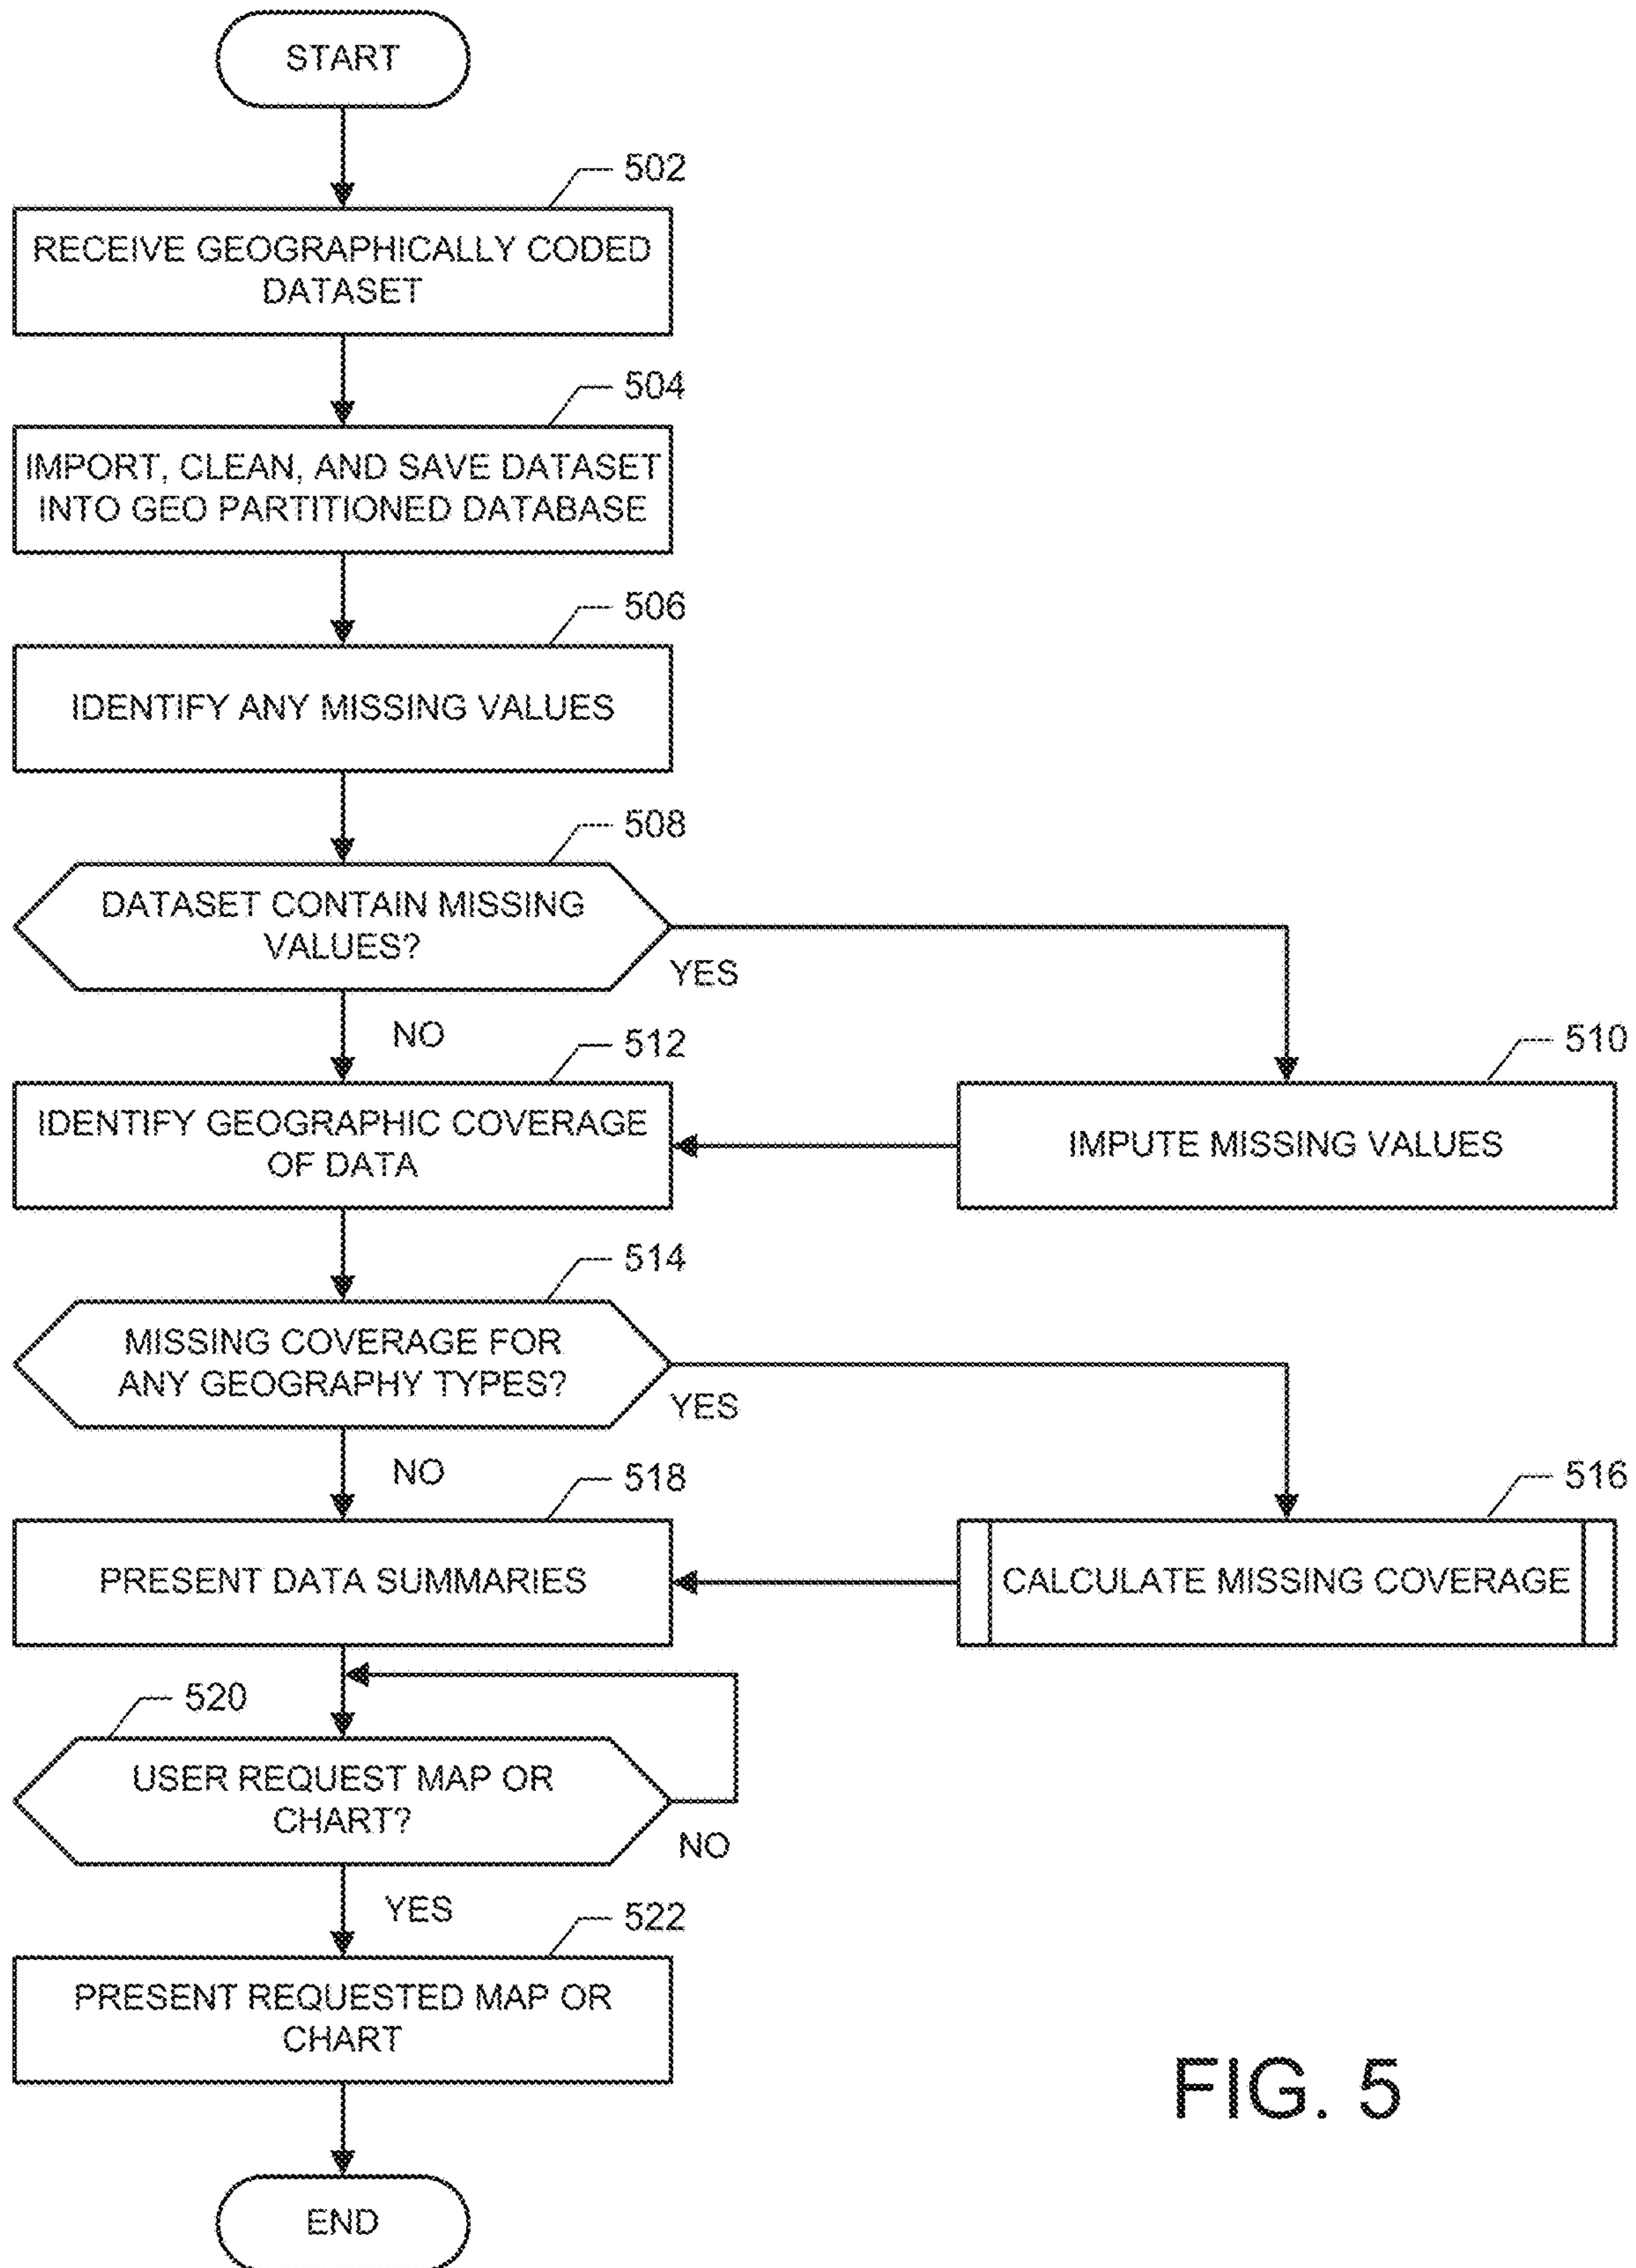 START
502
RECEIVE GEOGRAPHICALLY CODED
DATASET
504
IMPORT, CLEAN, AND SAVE DATASET
INTO GEO PARTITIONED DATABASE
506
IDENTIFY ANY MISSING VALUES
508
DATASET CONTAIN MISSING
VALUES?
YES
NO
512
510
IDENTIFY GEOGRAPHIC COVERAGE
OF DATA
IMPUTE MISSING VALUES
514
MISSING COVERAGE FOR
ANY GEOGRAPHY TYPES?
YES
NO
518
516
PRESENT DATA SUMMARIES
CALCULATE MISSING COVERAGE
520
USER REQUEST MAP OR
CHART?
NO
YES
522
PRESENT REQUESTED MAP OR
CHART
FIG. 5
END